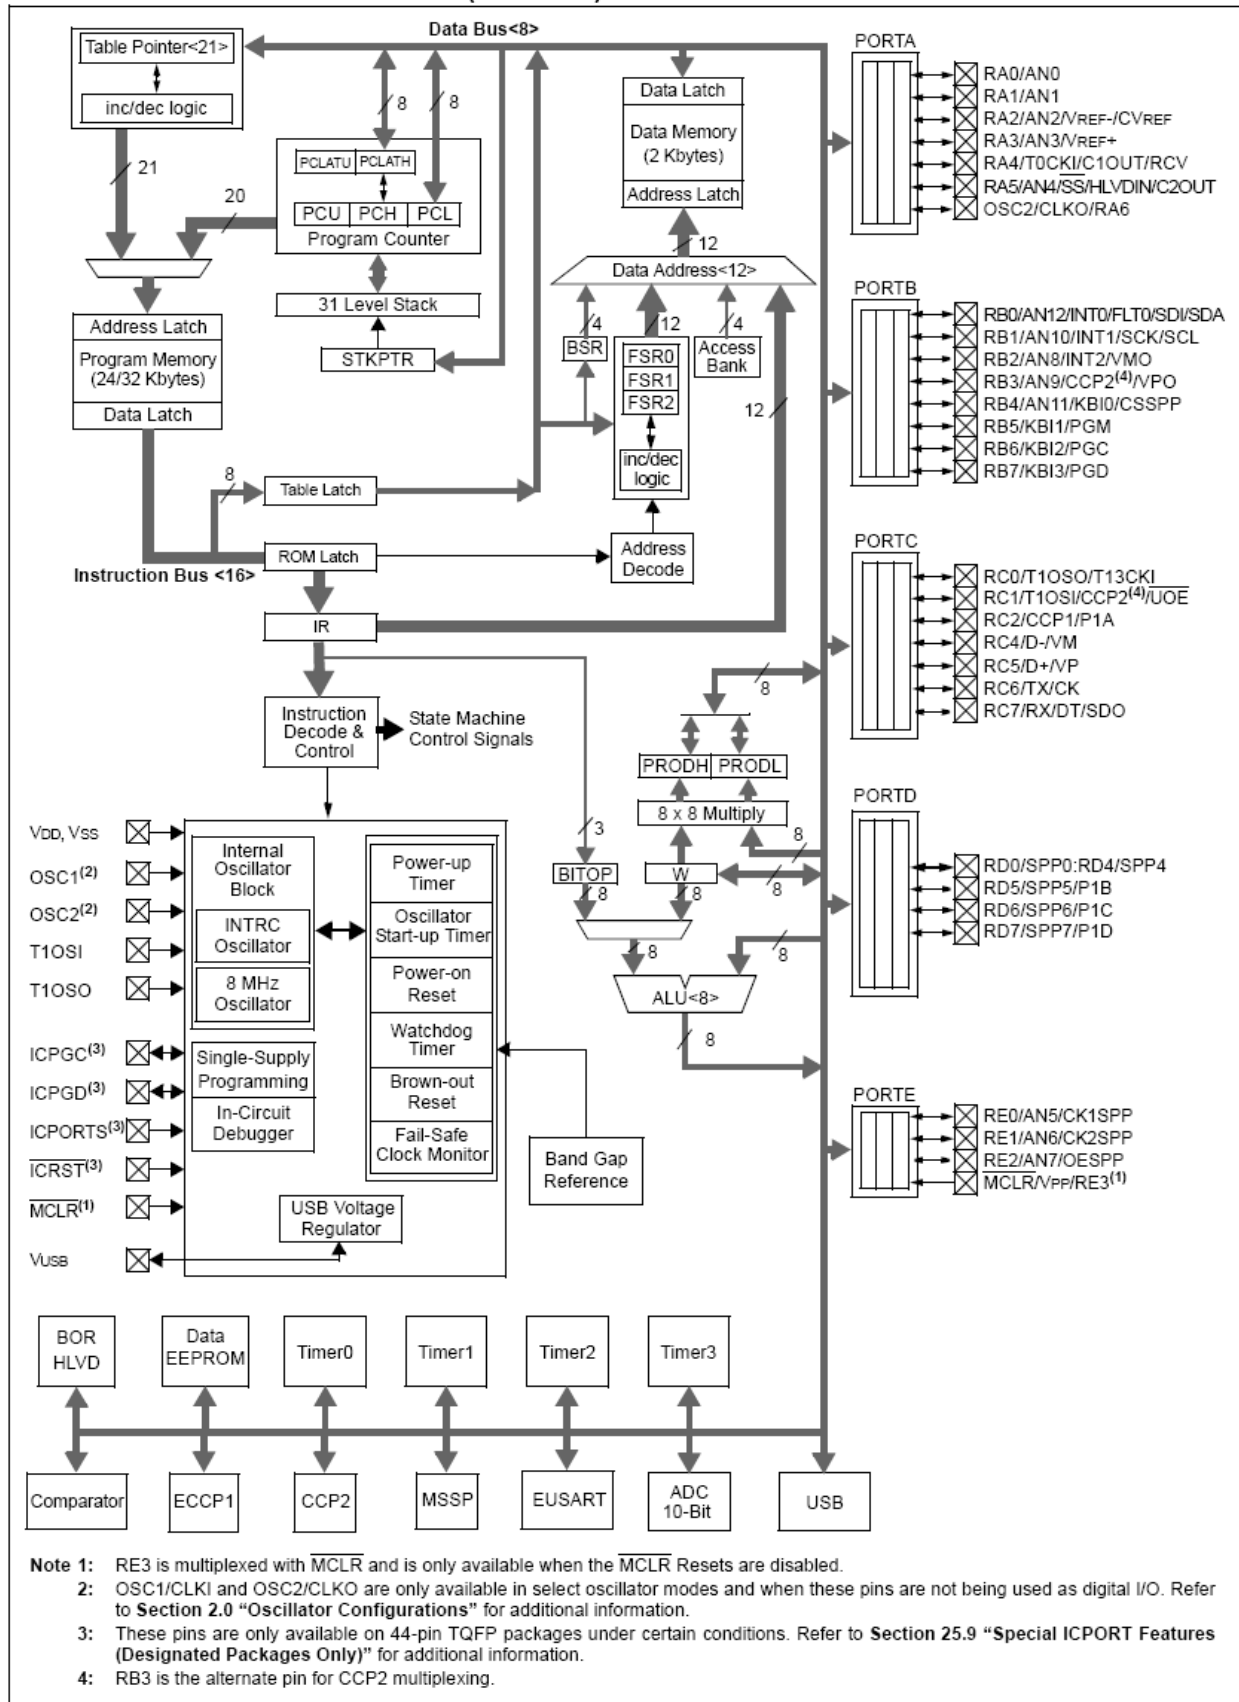 Data Bus<8>
Table Pointer<21>
inc/dec logic
21
20
8
8
PCLATU PCLATH
PCU PCH PCL
Program Counter
31 Level Stack
STKPTR
Address Latch
Program Memory
(24/32 Kbytes)
Data Latch
Data Latch
Data Memory
(2 Kbytes)
Address Latch
12
Data Address<12>
4
12
4
BSR
FSR0
FSR1
FSR2
inc/dec
logic
Access
Bank
12
8
Table Latch
ROM Latch
Instruction Bus <16>
Address
Decode
IR
Instruction
Decode &
Control
State Machine
Control Signals
8
PRODH PRODL
8 x 8 Multiply
3
8
BITOP
W
8
8
8
8
8
ALU<8>
8
VDD, VSS
OSC1(2)
OSC2(2)
T1OSI
T1OSO
ICPGC(3)
ICPGD(3)
ICPORTS(3)
ICRST(3)
MCLR(1)
VUSB
Internal
Oscillator
Block
INTRC
Oscillator
8 MHz
Oscillator
Single-Supply
Programming
In-Circuit
Debugger
Power-up
Timer
Oscillator
Start-up Timer
Power-on
Reset
Watchdog
Timer
Brown-out
Reset
Fail-Safe
Clock Monitor
USB Voltage
Regulator
Band Gap
Reference
PORTA
RA0/AN0
RA1/AN1
RA2/AN2/VREF-/CVREF
RA3/AN3/VREF+
RA4/T0CKI/C1OUT/RCV
RA5/AN4/SS/HLVDIN/C2OUT
OSC2/CLKO/RA6
PORTB
RB0/AN12/INT0/FLT0/SDI/SDA
RB1/AN10/INT1/SCK/SCL
RB2/AN8/INT2/VMO
RB3/AN9/CCP2(4)/VPO
RB4/AN11/KBI0/CSSPP
RB5/KBI1/PGM
RB6/KBI2/PGC
RB7/KBI3/PGD
PORTC
RC0/T1OSO/T13CKI
RC1/T1OSI/CCP2(4)/UOE
RC2/CCP1/P1A
RC4/D-/VM
RC5/D+/VP
RC6/TX/CK
RC7/RX/DT/SDO
PORTD
RD0/SPP0:RD4/SPP4
RD5/SPP5/P1B
RD6/SPP6/P1C
RD7/SPP7/P1D
PORTE
RE0/AN5/CK1SPP
RE1/AN6/CK2SPP
RE2/AN7/OESPP
MCLR/VPP/RE3(1)
BOR
HLVD
Data
EEPROM
Timer0
Timer1
Timer2
Timer3
Comparator
ECCP1
CCP2
MSSP
EUSART
ADC
10-Bit
USB
Note 1: RE3 is multiplexed with MCLR and is only available when the MCLR Resets are disabled.
2: OSC1/CLKI and OSC2/CLKO are only available in select oscillator modes and when these pins are not being used as digital I/O. Refer
to Section 2.0 “Oscillator Configurations” for additional information.
3: These pins are only available on 44-pin TQFP packages under certain conditions. Refer to Section 25.9 “Special ICPORT Features
(Designated Packages Only)” for additional information.
4: RB3 is the alternate pin for CCP2 multiplexing.